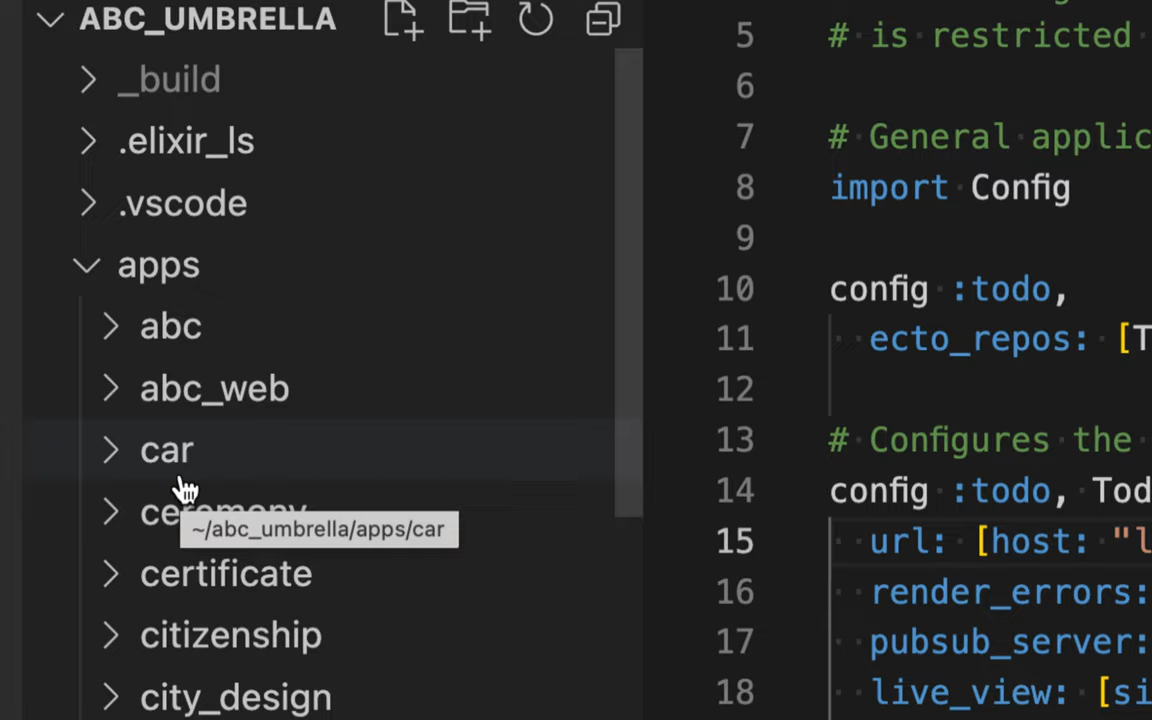 ABC_UMBRELLA
_build
.elixir_ls
.vscode
apps
abc
abc_web
car
ceremony
~/abc_umbrella/apps/car
certificate
citizenship
city_design
5 # is restricted
6
7 # General applic
8 import Config
9
10 config :todo,
11 ecto_repos: [T
12
13 # Configures the
14 config :todo, Tod
15 url: [host: "l
16 render_errors:
17 pubsub_server:
18 live_view: [si